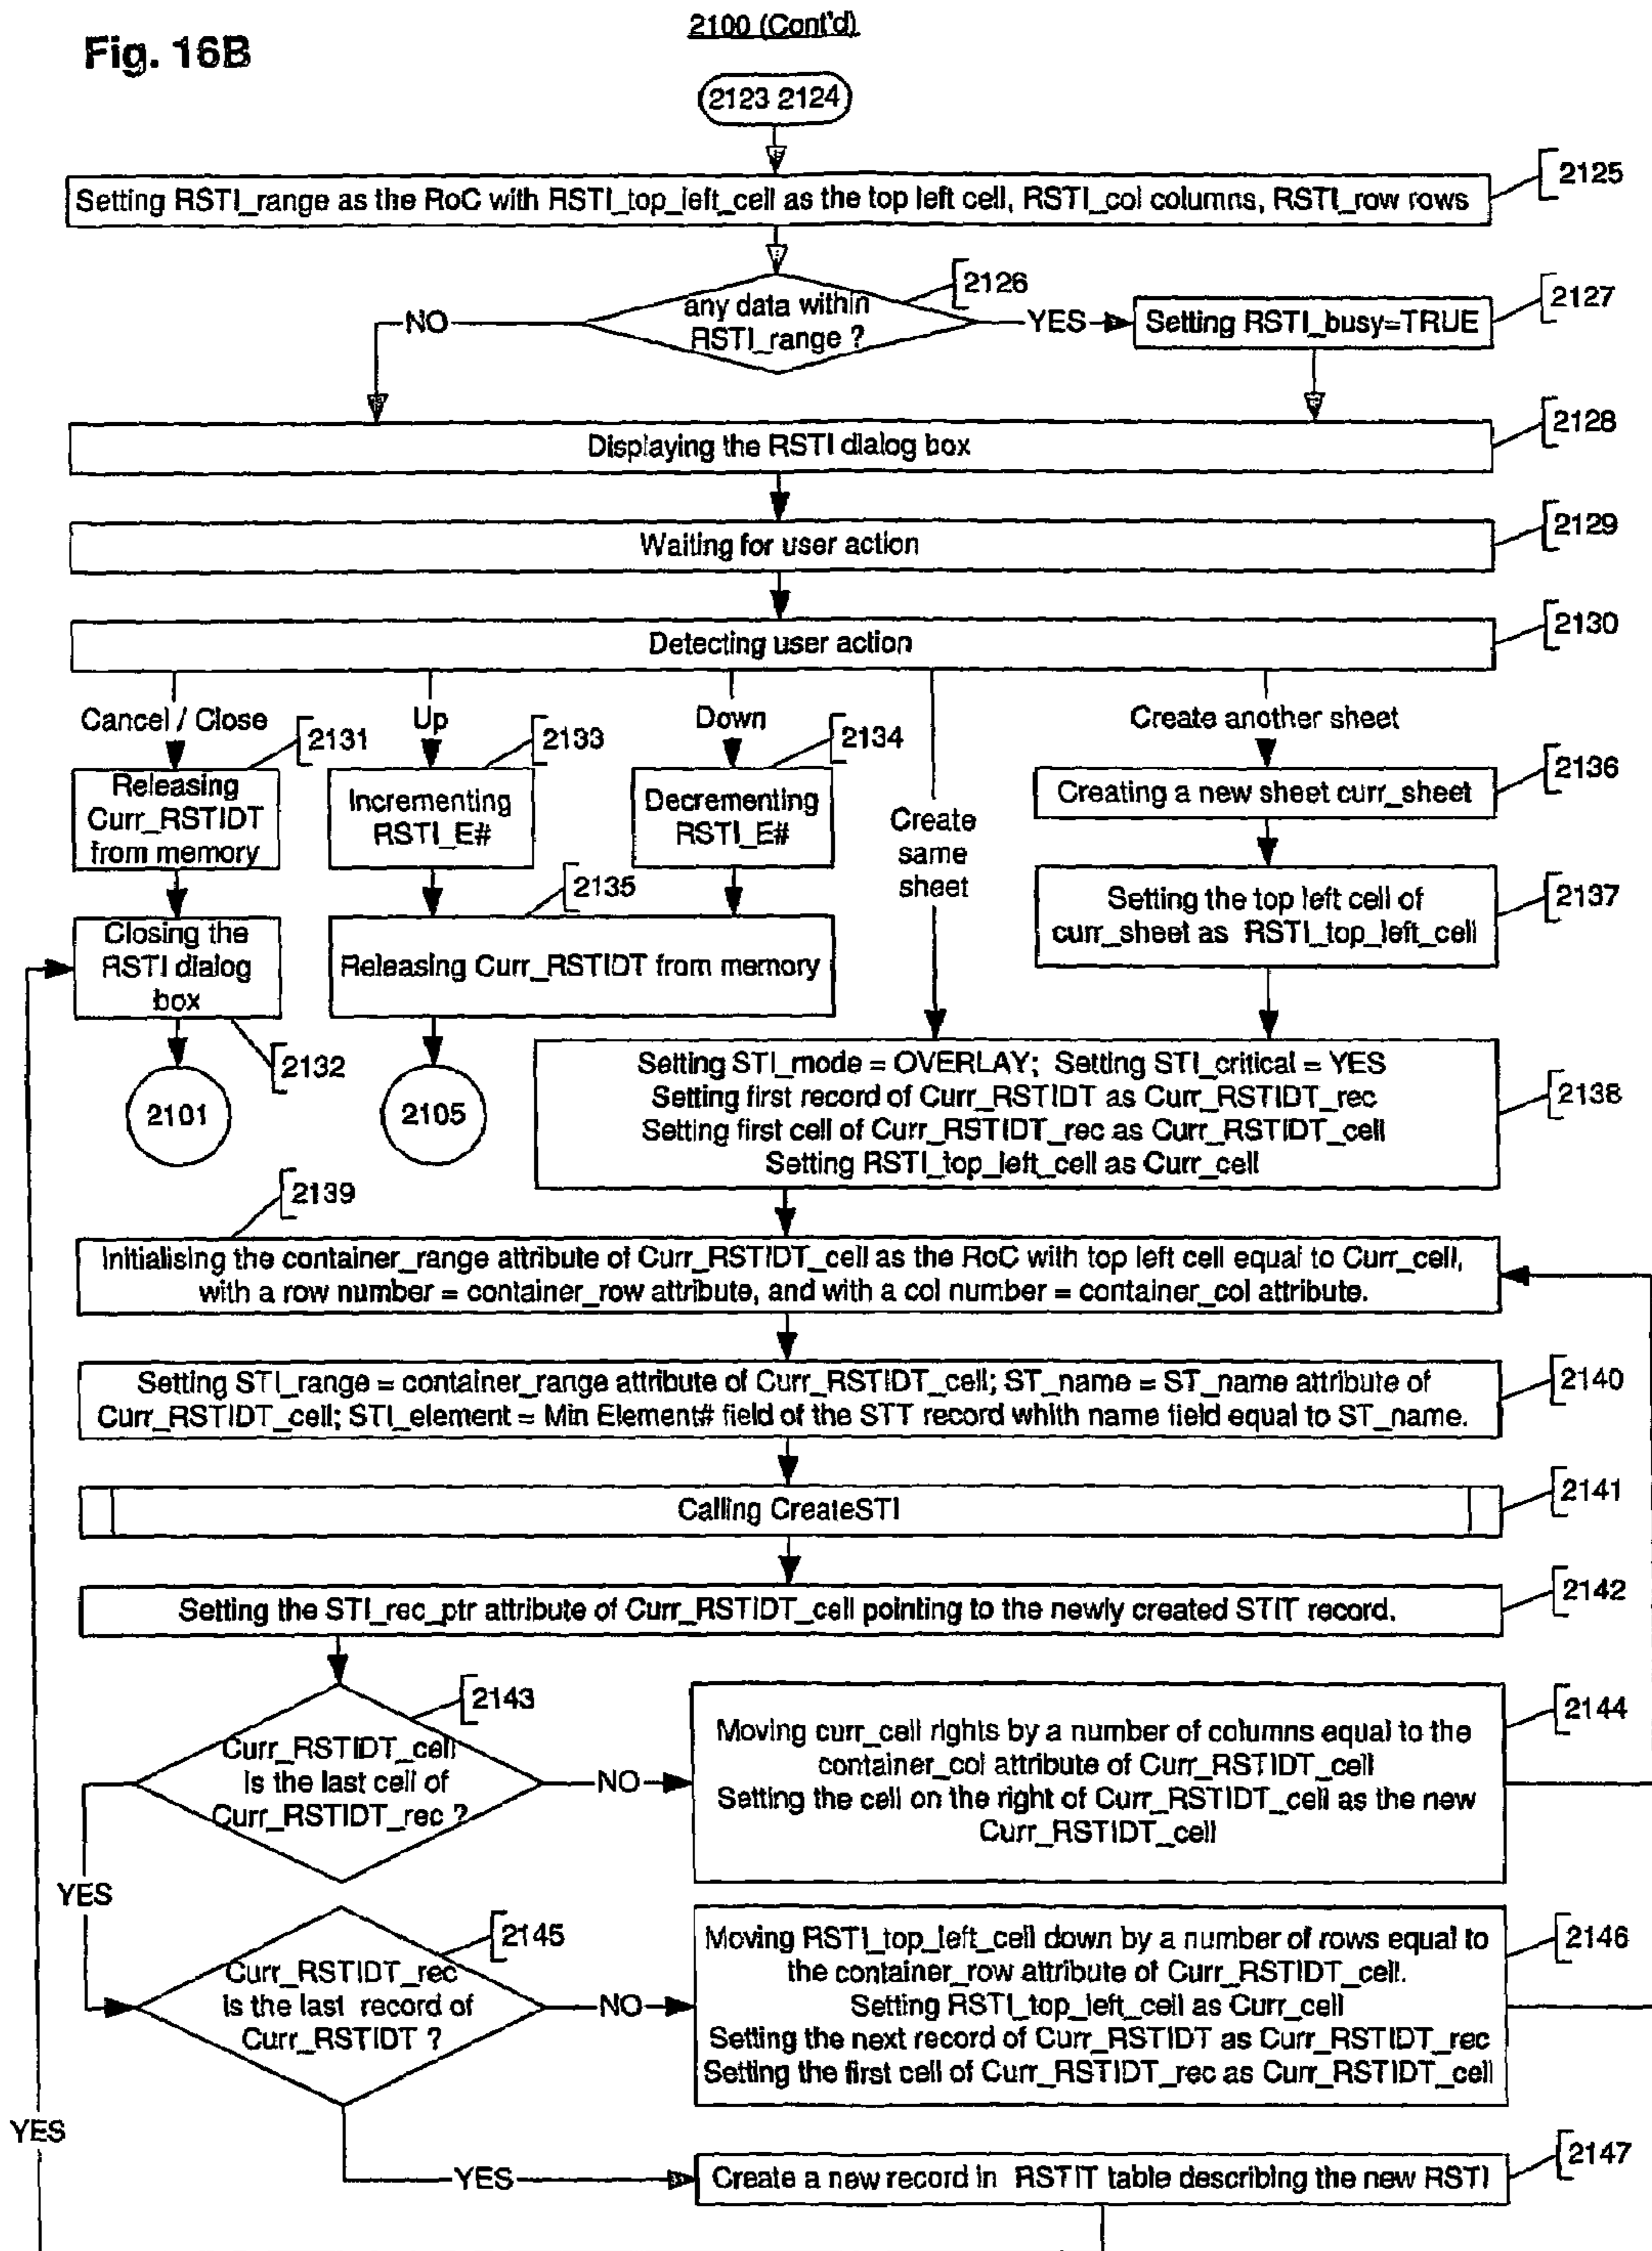 2100 (Cont'd)
Fig. 16B
2123 2124
2125
Setting RSTI_range as the RoC with RSTI_top_left_cell as the top left cell, RSTI_col columns, RSTI_row rows
2126
any data within
RSTI_range ?
NO
YES
2127
Setting RSTI_busy=TRUE
2128
Displaying the RSTI dialog box
2129
Waiting for user action
2130
Detecting user action
Cancel / Close
Up
Down
Create another sheet
2131
2133
2134
2136
Releasing
Curr_RSTIDT
from memory
Incrementing
RSTI_E#
Decrementing
RSTI_E#
Create
same
sheet
Creating a new sheet curr_sheet
2135
2137
Setting the top left cell of
curr_sheet as RSTI_top_left_cell
Closing the
RSTI dialog
box
Releasing Curr_RSTIDT from memory
2132
2101
2105
2138
Setting STI_mode = OVERLAY; Setting STI_critical = YES
Setting first record of Curr_RSTIDT as Curr_RSTIDT_rec
Setting first cell of Curr_RSTIDT_rec as Curr_RSTIDT_cell
Setting RSTI_top_left_cell as Curr_cell
2139
Initialising the container_range attribute of Curr_RSTIDT_cell as the RoC with top left cell equal to Curr_cell,
with a row number = container_row attribute, and with a col number = container_col attribute.
2140
Setting STI_range = container_range attribute of Curr_RSTIDT_cell; ST_name = ST_name attribute of
Curr_RSTIDT_cell; STI_element = Min Element# field of the STT record whith name field equal to ST_name.
2141
Calling CreateSTI
2142
Setting the STI_rec_ptr attribute of Curr_RSTIDT_cell pointing to the newly created STIT record.
2143
Curr_RSTIDT_cell
is the last cell of
Curr_RSTIDT_rec ?
NO
YES
2144
Moving curr_cell rights by a number of columns equal to the
container_col attribute of Curr_RSTIDT_cell
Setting the cell on the right of Curr_RSTIDT_cell as the new
Curr_RSTIDT_cell
2145
Curr_RSTIDT_rec
is the last record of
Curr_RSTIDT ?
NO
2146
Moving RSTI_top_left_cell down by a number of rows equal to
the container_row attribute of Curr_RSTIDT_cell.
Setting RSTI_top_left_cell as Curr_cell
Setting the next record of Curr_RSTIDT as Curr_RSTIDT_rec
Setting the first cell of Curr_RSTIDT_rec as Curr_RSTIDT_cell
YES
YES
2147
Create a new record in RSTIT table describing the new RSTI